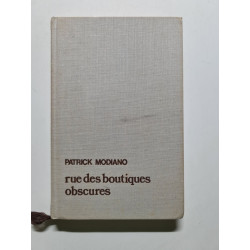 PATRICK MODIANO
rue des boutiques
obscures